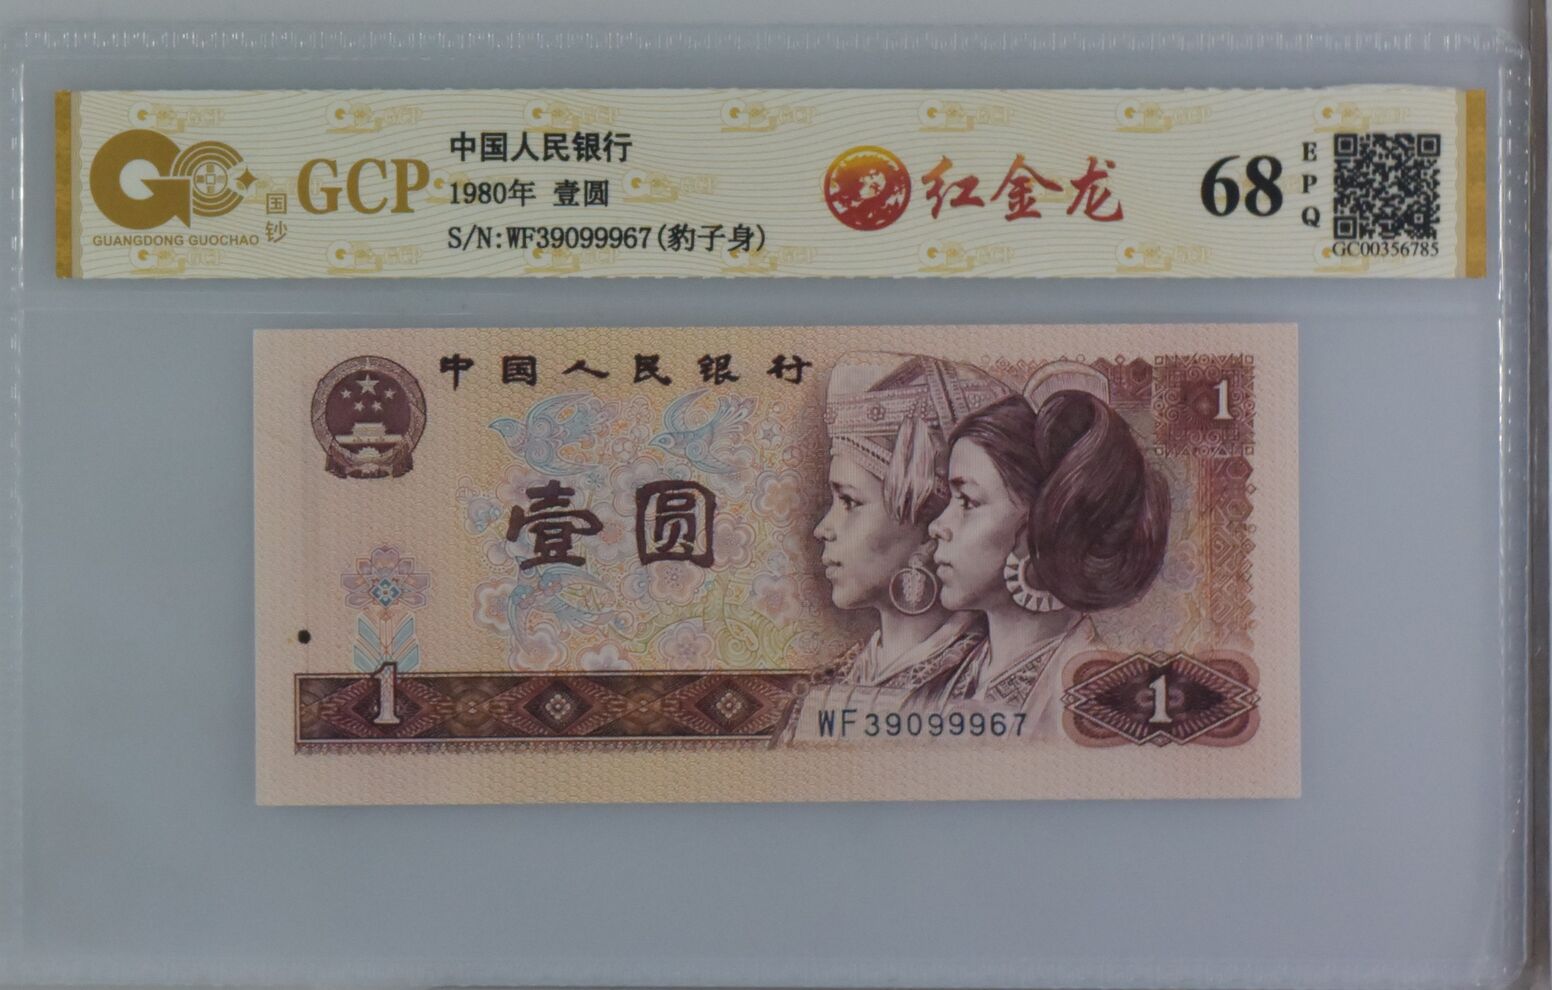 GCP
国钞
GUANGDONG GUOCHAO
中国人民银行
1980年 壹圆
S/N:WF39099967(豹子身)
红金龙
68
EPQ
GC00356785
中国人民银行
1
壹圆
1
WF39099967
1